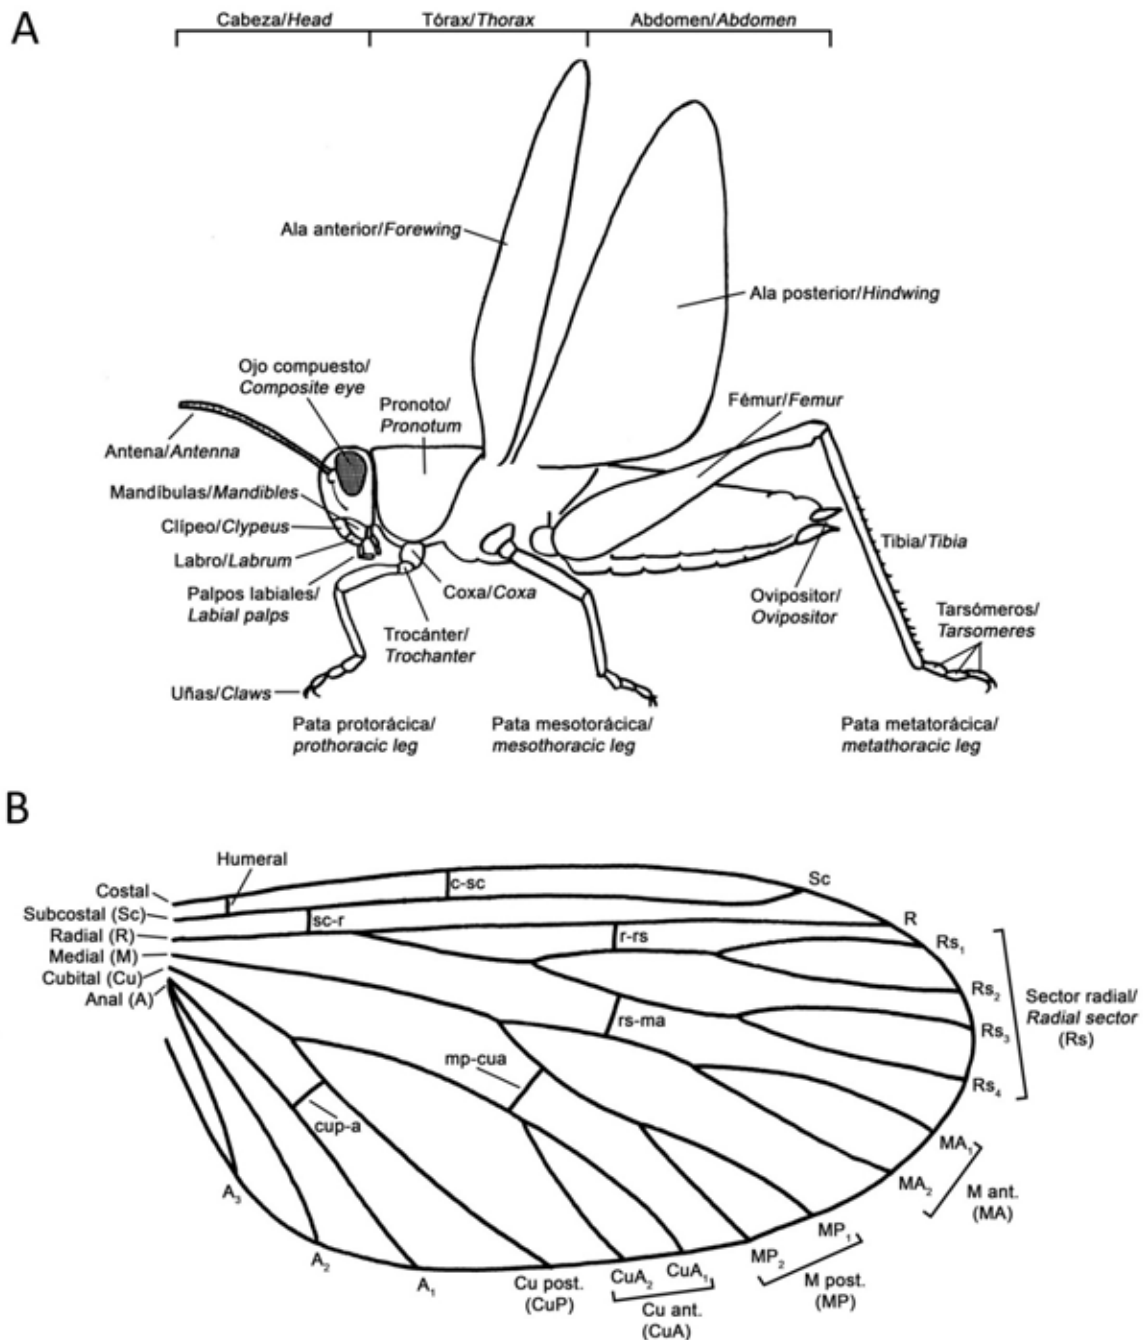 A
Cabeza/Head
Tórax/Thorax
Abdomen/Abdomen
Ala anterior/Forewing
Ala posterior/Hindwing
Ojo compuesto/
Composite eye
Pronoto/
Pronotum
Fémur/Femur
Antena/Antenna
Mandíbulas/Mandibles
Clípeo/Clypeus
Labro/Labrum
Palpos labiales/
Labial palps
Coxa/Coxa
Trocánter/
Trochanter
Tibia/Tibia
Ovipositor/
Ovipositor
Tarsómeros/
Tarsomeres
Uñas/Claws
Pata protorácica/
prothoracic leg
Pata mesotorácica/
mesothoracic leg
Pata metatorácica/
metathoracic leg
B
Humeral
Costal
Subcostal (Sc)
Radial (R)
Medial (M)
Cubital (Cu)
Anal (A)
c-sc
sc-r
r-rs
rs-ma
mp-cua
cup-a
Sc
R
Rs1
Rs2
Rs3
Rs4
Sector radial/
Radial sector
(Rs)
MA1
MA2
M ant.
(MA)
MP1
MP2
M post.
(MP)
CuA1
CuA2
Cu ant.
(CuA)
Cu post.
(CuP)
A1
A2
A3